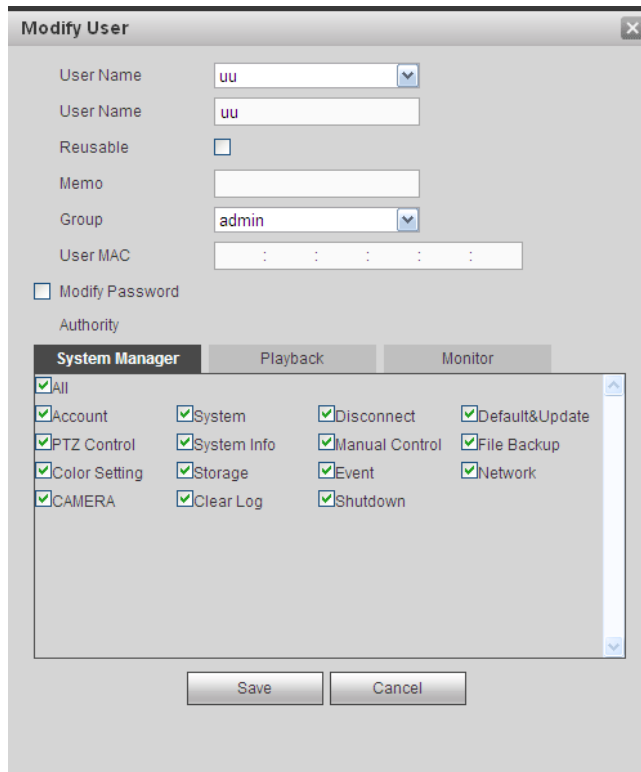 Modify User
User Name uu
User Name uu
Reusable
Memo
Group admin
User MAC : : : : :
Modify Password
Authority
System Manager Playback Monitor
All
Account System Disconnect Default&Update
PTZ Control System Info Manual Control File Backup
Color Setting Storage Event Network
CAMERA Clear Log Shutdown
Save Cancel